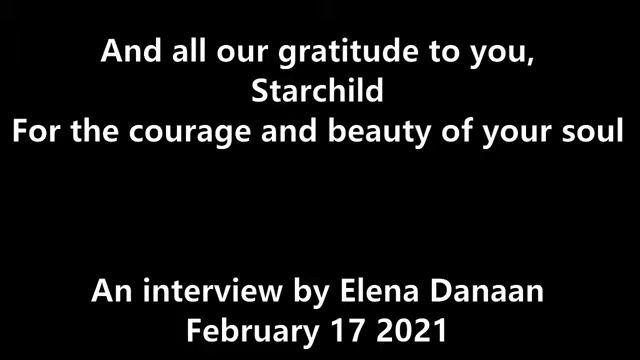 And all our gratitude to you,
Starchild
For the courage and beauty of your soul
An interview by Elena Danaan
February 17 2021